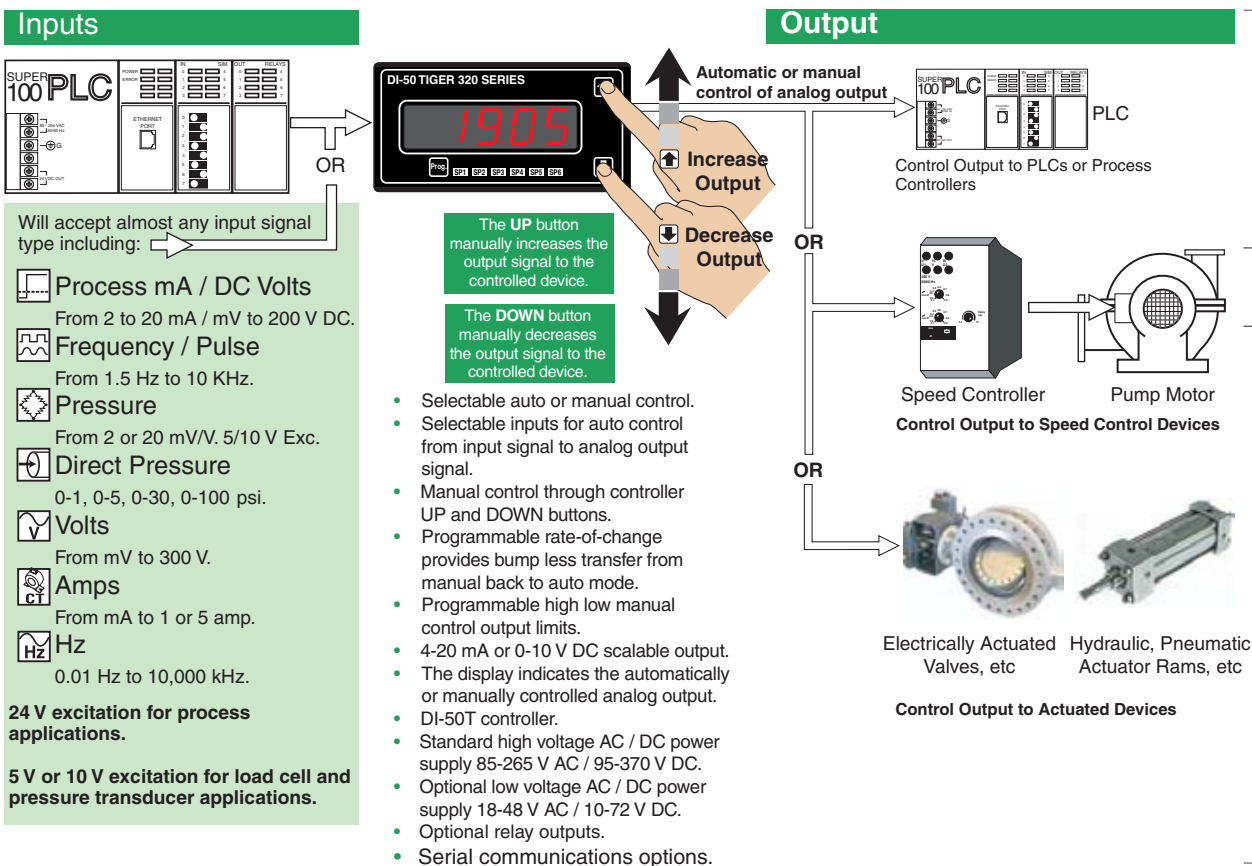 Inputs
SUPER
100 PLC
POWER
ERROR
IN
SIM
OUT
RELAYS
ETHERNET
PORT
G
OR
Will accept almost any input signal
type including:
Process mA / DC Volts
From 2 to 20 mA / mV to 200 V DC.
Frequency / Pulse
From 1.5 Hz to 10 KHz.
Pressure
From 2 or 20 mV/V. 5/10 V Exc.
Direct Pressure
0-1, 0-5, 0-30, 0-100 psi.
V
Volts
From mV to 300 V.
CT
Amps
From mA to 1 or 5 amp.
Hz
Hz
0.01 Hz to 10,000 kHz.
24 V excitation for process
applications.
5 V or 10 V excitation for load cell and
pressure transducer applications.
DI-50 TIGER 320 SERIES
19.05
Prog.
SP1 SP2 SP3 SP4 SP5 SP6
Automatic or manual
control of analog output
Increase
Output
Decrease
Output
The UP button
manually increases the
output signal to the
controlled device.
The DOWN button
manually decreases
the output signal to the
controlled device.
• Selectable auto or manual control.
• Selectable inputs for auto control
from input signal to analog output
signal.
• Manual control through controller
UP and DOWN buttons.
• Programmable rate-of-change
provides bump less transfer from
manual back to auto mode.
• Programmable high low manual
control output limits.
• 4-20 mA or 0-10 V DC scalable output.
• The display indicates the automatically
or manually controlled analog output.
• DI-50T controller.
• Standard high voltage AC / DC power
supply 85-265 V AC / 95-370 V DC.
• Optional low voltage AC / DC power
supply 18-48 V AC / 10-72 V DC.
• Optional relay outputs.
• Serial communications options.
Output
SUPER
100 PLC
PLC
Control Output to PLCs or Process
Controllers
OR
Speed Controller
Pump Motor
Control Output to Speed Control Devices
OR
Electrically Actuated
Valves, etc
Hydraulic, Pneumatic
Actuator Rams, etc
Control Output to Actuated Devices